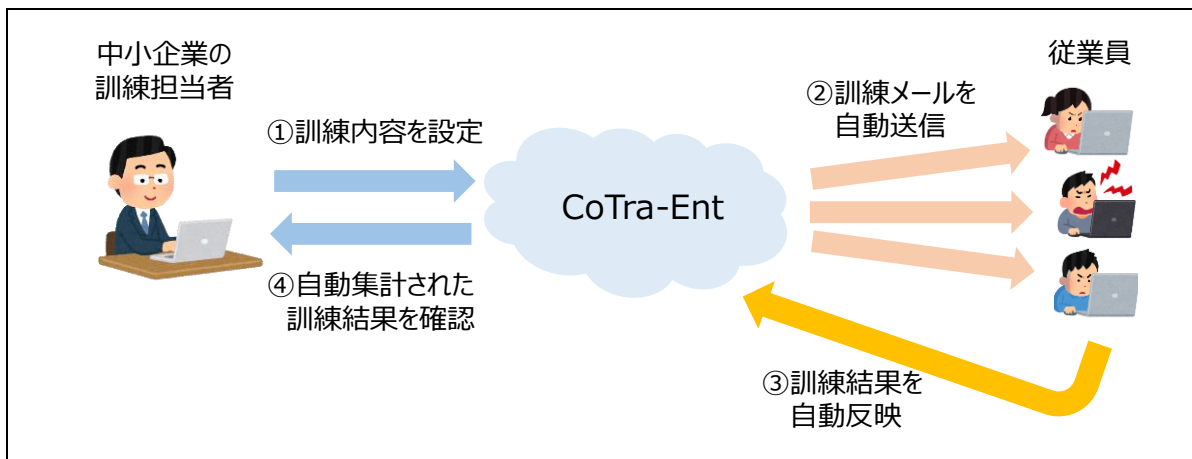 中小企業の
訓練担当者
①訓練内容を設定
④自動集計された
訓練結果を確認
CoTra-Ent
②訓練メールを
自動送信
従業員
③訓練結果を
自動反映